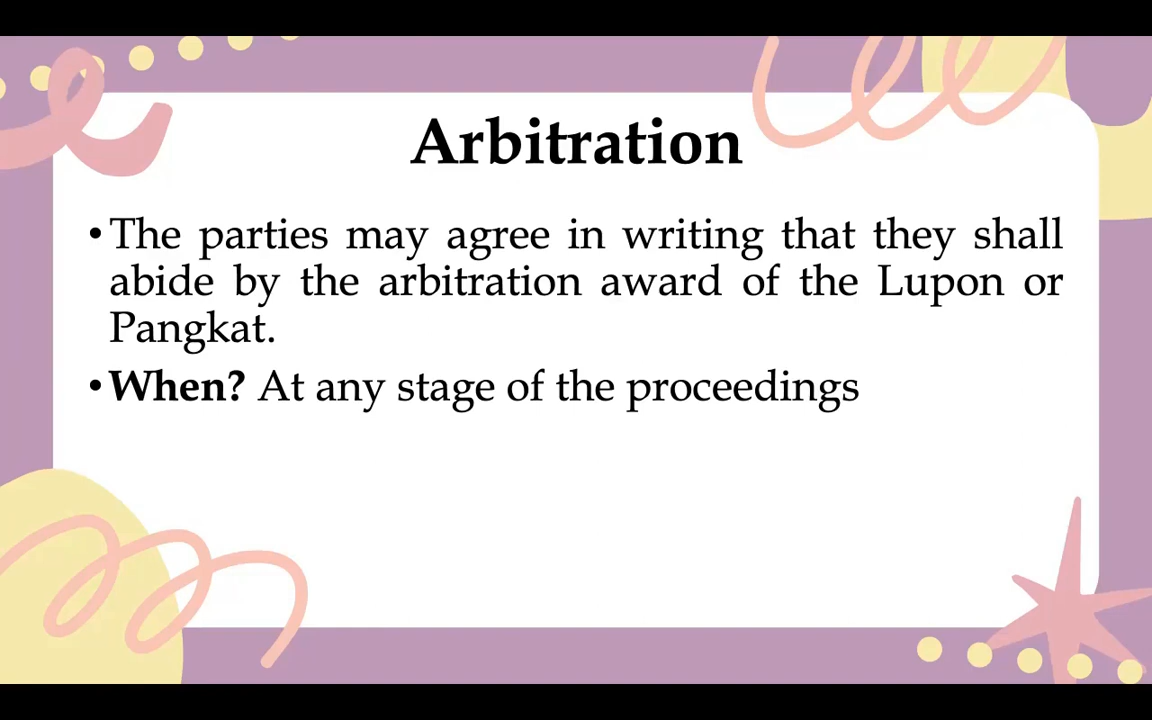 Arbitration
•The parties may agree in writing that they shall
abide by the arbitration award of the Lupon or
Pangkat.
•When? At any stage of the proceedings